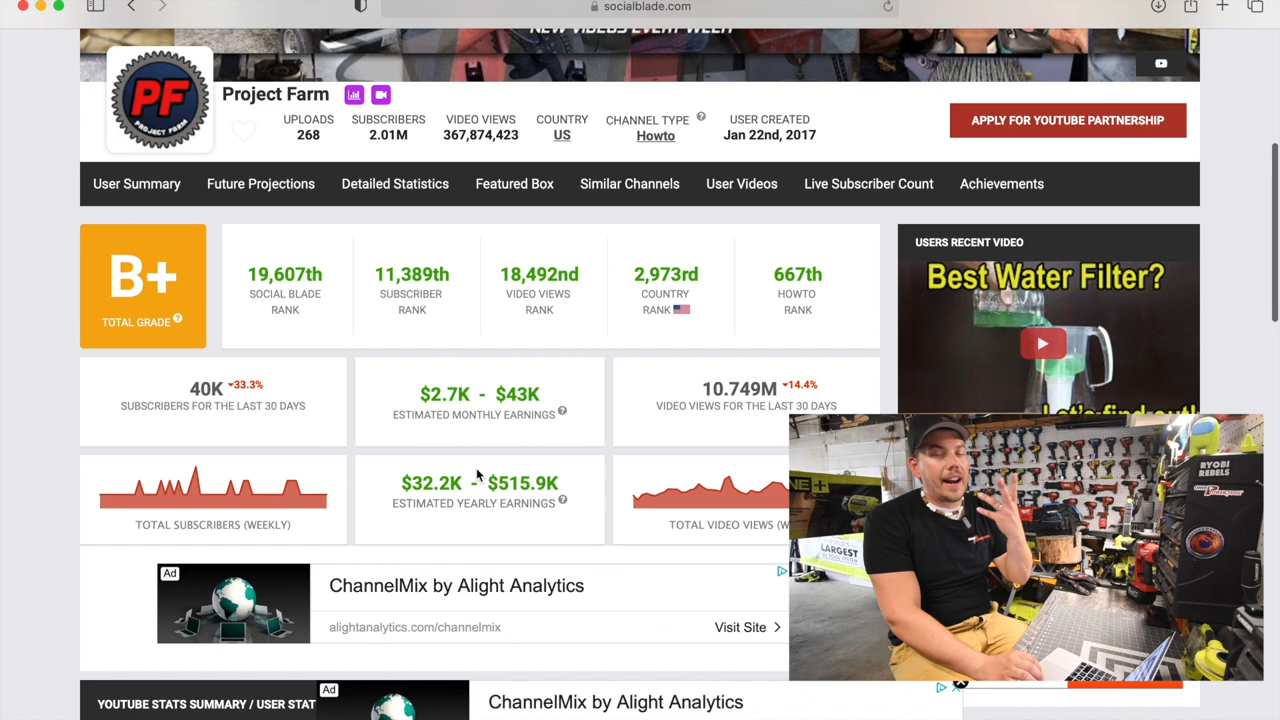 socialblade.com
NEW VIDEOS EVERY WEEK
PF
PROJECT FARM
Project Farm
UPLOADS
268
SUBSCRIBERS
2.01M
VIDEO VIEWS
367,874,423
COUNTRY
US
CHANNEL TYPE
Howto
USER CREATED
Jan 22nd, 2017
APPLY FOR YOUTUBE PARTNERSHIP
User Summary
Future Projections
Detailed Statistics
Featured Box
Similar Channels
User Videos
Live Subscriber Count
Achievements
B+
TOTAL GRADE
19,607th
SOCIAL BLADE
RANK
11,389th
SUBSCRIBER
RANK
18,492nd
VIDEO VIEWS
RANK
2,973rd
COUNTRY
RANK
667th
HOWTO
RANK
USERS RECENT VIDEO
Best Water Filter?
Let's find out!
40K -33.3%
SUBSCRIBERS FOR THE LAST 30 DAYS
$2.7K - $43K
ESTIMATED MONTHLY EARNINGS
10.749M -14.4%
VIDEO VIEWS FOR THE LAST 30 DAYS
TOTAL SUBSCRIBERS (WEEKLY)
$32.2K - $515.9K
ESTIMATED YEARLY EARNINGS
TOTAL VIDEO VIEWS (W
RYOBI
REBELS
LARGEST
Ad
ChannelMix by Alight Analytics
alightanalytics.com/channelmix
Visit Site
YOUTUBE STATS SUMMARY / USER STAT
Ad
ChannelMix by Alight Analytics